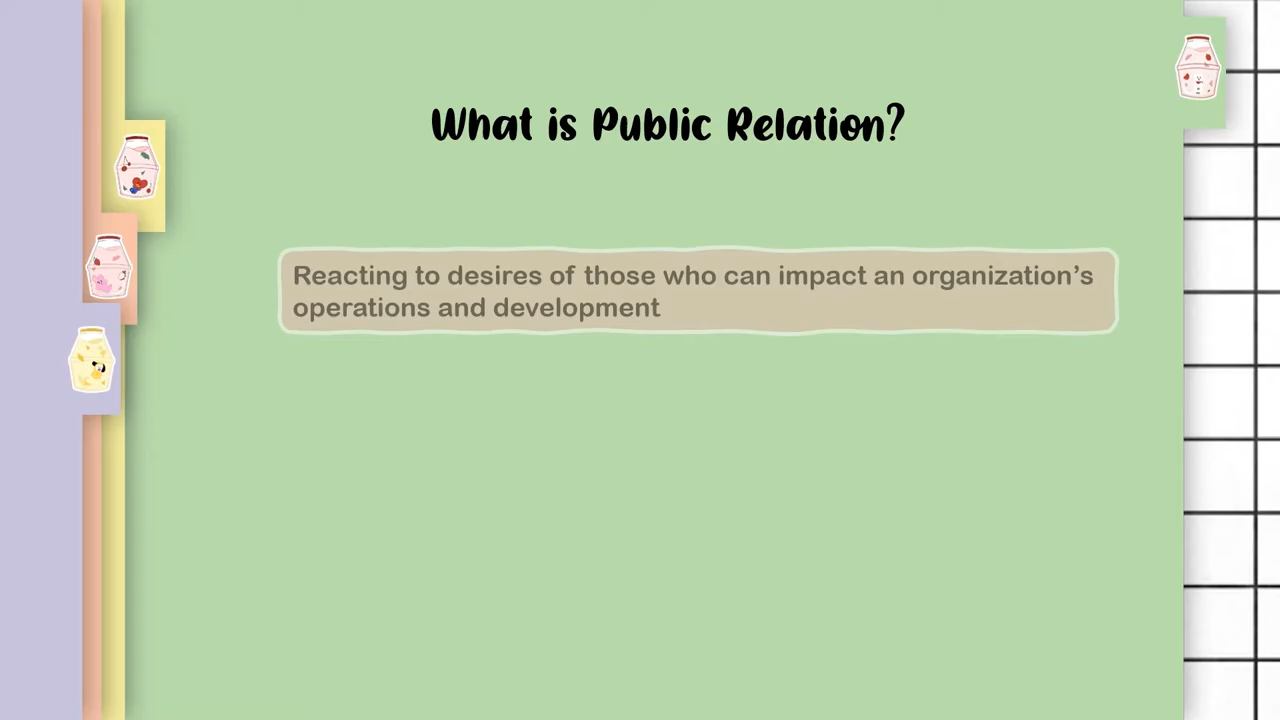 What is Public Relation?
Reacting to desires of those who can impact an organization’s
operations and development